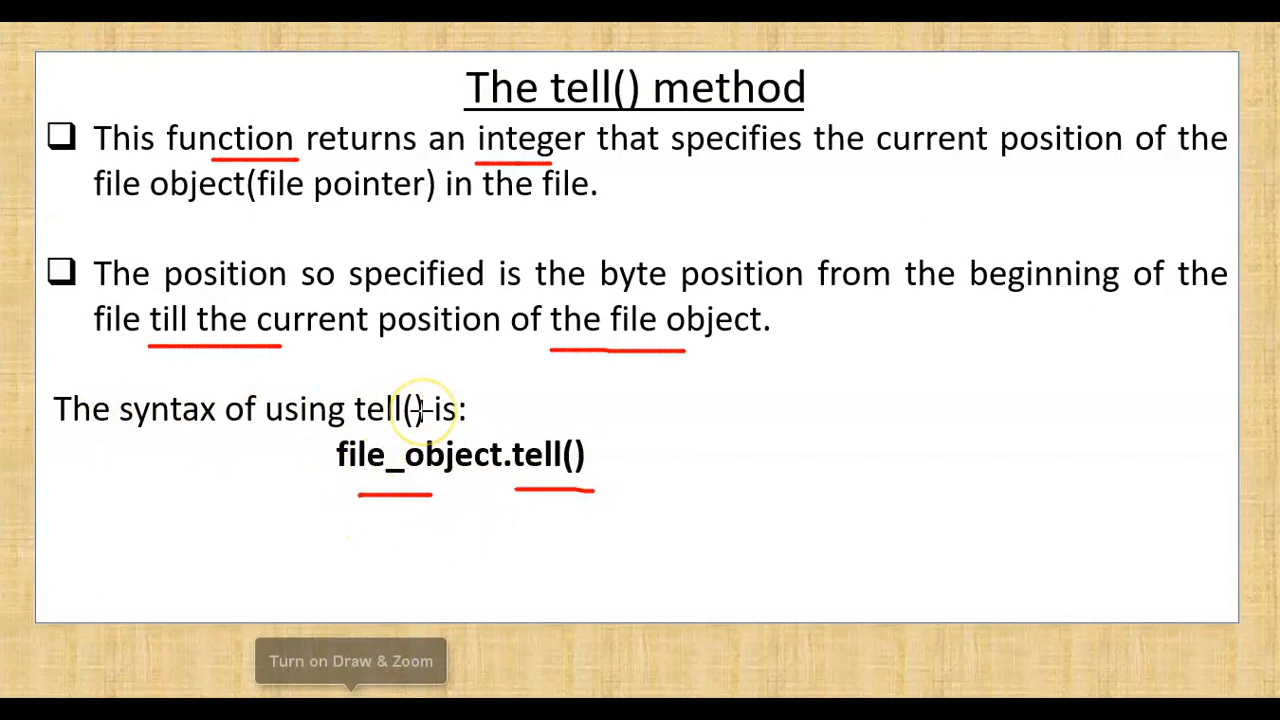 The tell() method
❑ This function returns an integer that specifies the current position of the
file object(file pointer) in the file.
❑ The position so specified is the byte position from the beginning of the
file till the current position of the file object.
The syntax of using tell() is:
file_object.tell()
Turn on Draw & Zoom